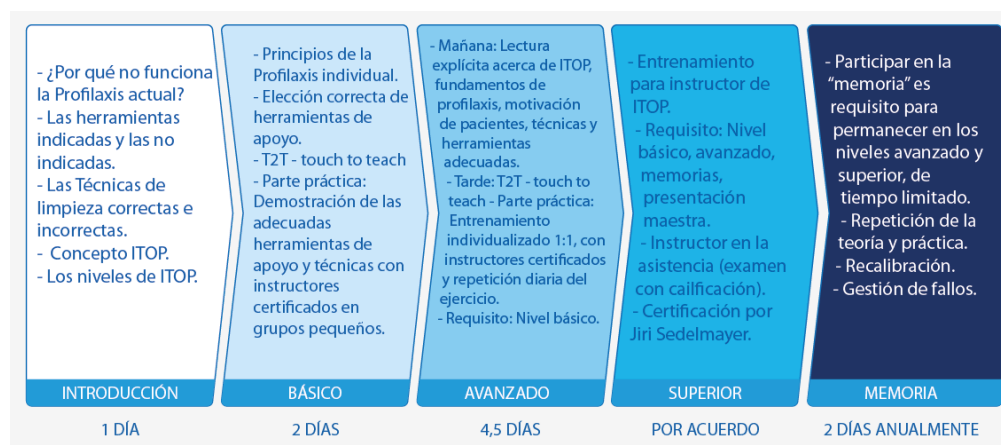 - ¿Por qué no funciona
la Profilaxis actual?
- Las herramientas
indicadas y las no
indicadas.
- Las Técnicas de
limpieza correctas e
incorrectas.
- Concepto ITOP.
- Los niveles de ITOP.
INTRODUCCIÓN
1 DÍA
- Principios de la
Profilaxis individual.
- Elección correcta de
herramientas de
apoyo.
- T2T - touch to teach
- Parte práctica:
Demostración de las
adecuadas
herramientas de
apoyo y técnicas con
instructores
certificados en
grupos pequeños.
BÁSICO
2 DÍAS
- Mañana: Lectura
explícita acerca de ITOP,
fundamentos de
profilaxis, motivación
de pacientes, técnicas y
herramientas
adecuadas.
- Tarde: T2T - touch to
teach - Parte práctica:
Entrenamiento
individualizado 1:1, con
instructores certificados
y repetición diaria del
ejercicio.
- Requisito: Nivel básico.
AVANZADO
4,5 DÍAS
- Entrenamiento
para instructor de
ITOP.
- Requisito: Nivel
básico, avanzado,
memorias,
presentación
maestra.
- Instructor en la
asistencia (examen
con cailficación).
- Certificación por
Jiri Sedelmayer.
SUPERIOR
POR ACUERDO
- Participar en la
“memoria” es
requisito para
permanecer en los
niveles avanzado y
superior, de
tiempo limitado.
- Repetición de la
teoría y práctica.
- Recalibración.
- Gestión de fallos.
MEMORIA
2 DÍAS ANUALMENTE